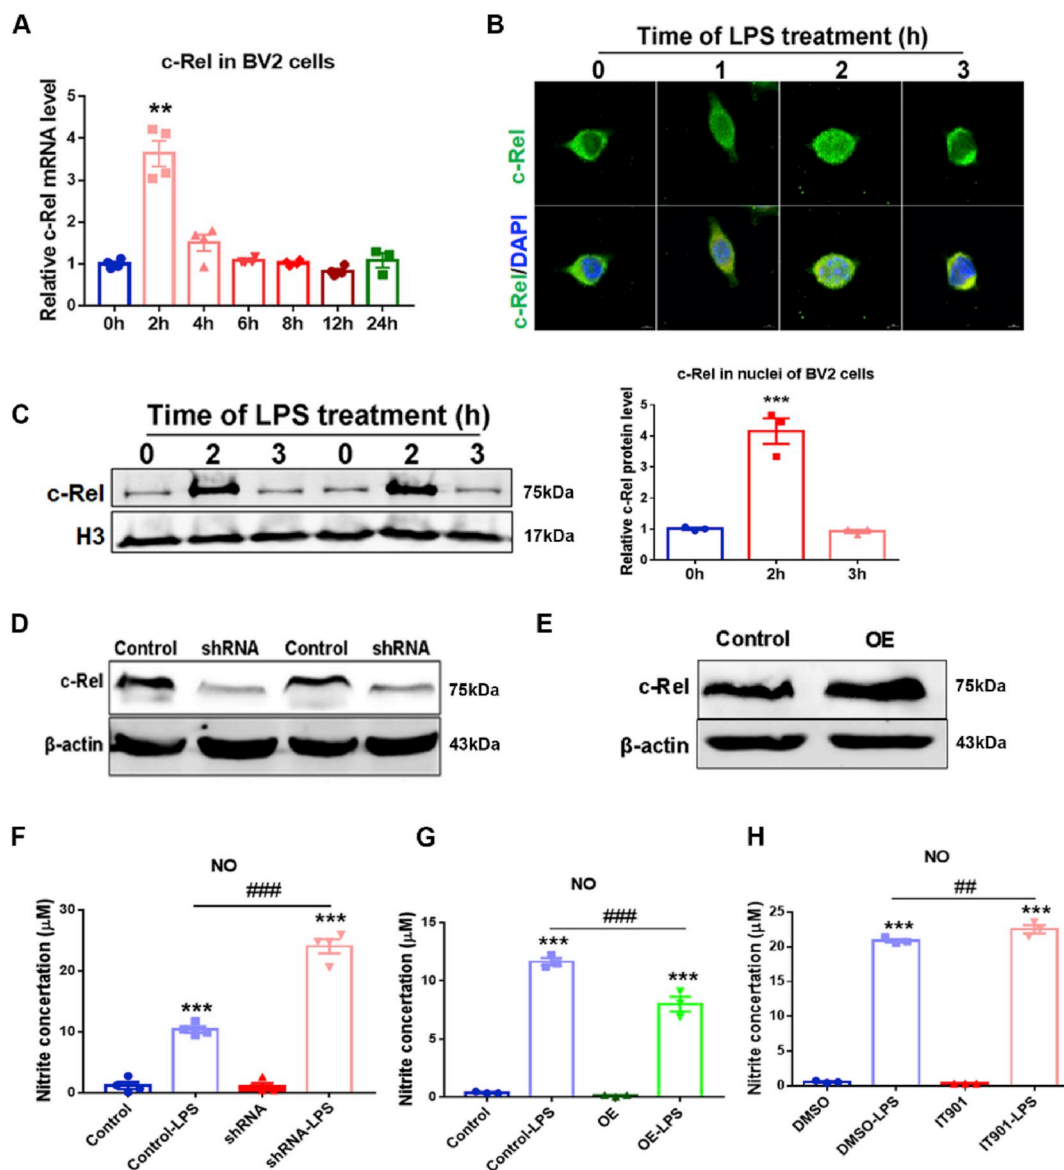 A
c-Rel in BV2 cells
Relative c-Rel mRNA level
5
4
3
2
1
0
**
0h 2h 4h 6h 8h 12h 24h
B
Time of LPS treatment (h)
0 1 2 3
c-Rel
c-Rel/DAPI
C
Time of LPS treatment (h)
0 2 3 0 2 3
c-Rel
75kDa
H3
17kDa
c-Rel in nuclei of BV2 cells
Relative c-Rel protein level
5
4
3
2
1
0
***
0h 2h 3h
D
Control shRNA Control shRNA
c-Rel
75kDa
β-actin
43kDa
E
Control OE
c-Rel
75kDa
β-actin
43kDa
F
NO
###
Nitrite concertation (μM)
30
20
10
0
***
***
Control Control-LPS shRNA shRNA-LPS
G
NO
###
Nitrite concertation (μM)
15
10
5
0
***
***
Control Control-LPS OE OE-LPS
H
NO
##
Nitrite concertation (μM)
25
20
15
10
5
0
***
***
DMSO DMSO-LPS IT901 IT901-LPS